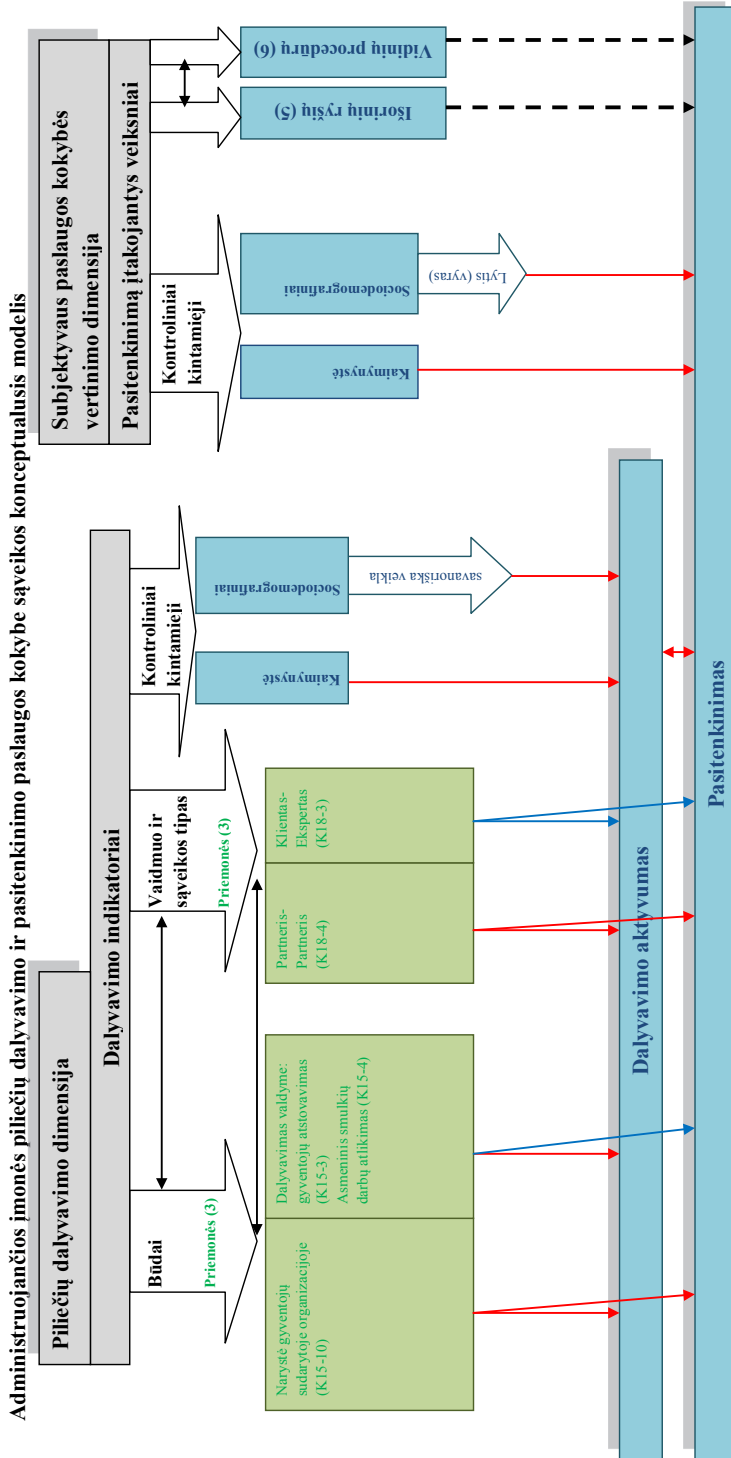 Administruojančios įmonės piliečių dalyvavimo ir pasitenkinimo paslaugos kokybe sąveikos konceptualusis modelis
Piliečių dalyvavimo dimensija
Dalyvavimo indikatoriai
Būdai
Priemonės (3)
Vaidmuo ir
sąveikos tipas
Priemonės (3)
Kontroliniai
kintamieji
Narystė gyventojų
sudarytoje organizacijoje
(K15-10)
Dalyvavimas valdyme:
gyventojų atstovavimas
(K15-3)
Asmeninis smulkių
darbų atlikimas (K15-4)
Partneris-
Partneris
(K18-4)
Klientas-
Ekspertas
(K18-3)
Kaimynystė
Sociodemografiniai
savanoriška veikla
Subjektyvaus paslaugos kokybės
vertinimo dimensija
Pasitenkinimą įtakojantys veiksniai
Kontroliniai
kintamieji
Kaimynystė
Sociodemografiniai
Lytis (vyras)
Išorinių ryšių (5)
Vidinių procedūrų (6)
Dalyvavimo aktyvumas
Pasitenkinimas